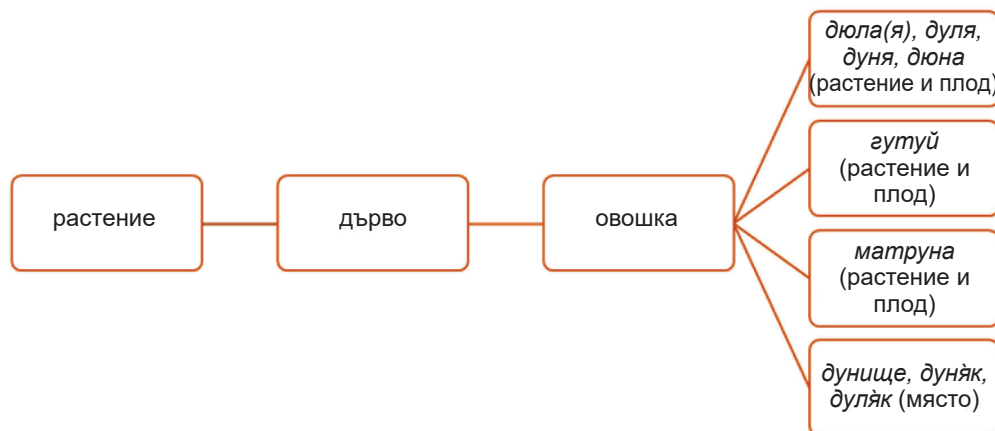 растение
дърво
овошка
дюла(я), дуля,
дуня, дюна
(растение и плод)
гутуй
(растение и
плод)
матруна
(растение и
плод)
дунище, дуня̀к,
дуля̀к (място)